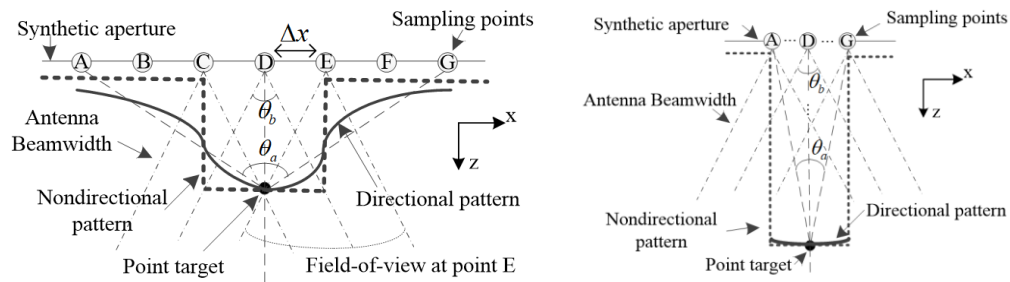 Synthetic aperture
Δx
Sampling points
A B C D E F G
x
z
Antenna
Beamwidth
θb
θa
Nondirectional
pattern
Directional pattern
Point target
Field-of-view at point E
Synthetic aperture
Sampling points
A ... D ... G
x
z
θb
Antenna Beamwidth
θa
Nondirectional
pattern
Directional pattern
Point target